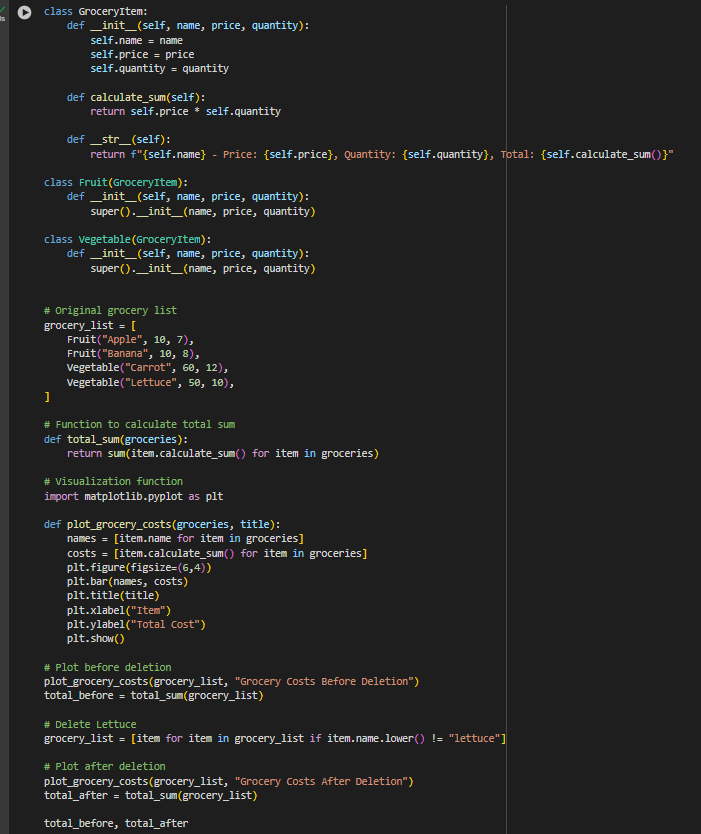 class GroceryItem:
    def __init__(self, name, price, quantity):
        self.name = name
        self.price = price
        self.quantity = quantity

    def calculate_sum(self):
        return self.price * self.quantity

    def __str__(self):
        return f"{self.name} - Price: {self.price}, Quantity: {self.quantity}, Total: {self.calculate_sum()}"

class Fruit(GroceryItem):
    def __init__(self, name, price, quantity):
        super().__init__(name, price, quantity)

class Vegetable(GroceryItem):
    def __init__(self, name, price, quantity):
        super().__init__(name, price, quantity)


# Original grocery list
grocery_list = [
    Fruit("Apple", 10, 7),
    Fruit("Banana", 10, 8),
    Vegetable("Carrot", 60, 12),
    Vegetable("Lettuce", 50, 10),
]

# Function to calculate total sum
def total_sum(groceries):
    return sum(item.calculate_sum() for item in groceries)

# Visualization function
import matplotlib.pyplot as plt

def plot_grocery_costs(groceries, title):
    names = [item.name for item in groceries]
    costs = [item.calculate_sum() for item in groceries]
    plt.figure(figsize=(6,4))
    plt.bar(names, costs)
    plt.title(title)
    plt.xlabel("Item")
    plt.ylabel("Total Cost")
    plt.show()

# Plot before deletion
plot_grocery_costs(grocery_list, "Grocery Costs Before Deletion")
total_before = total_sum(grocery_list)

# Delete Lettuce
grocery_list = [item for item in grocery_list if item.name.lower() != "lettuce"]

# Plot after deletion
plot_grocery_costs(grocery_list, "Grocery Costs After Deletion")
total_after = total_sum(grocery_list)

total_before, total_after